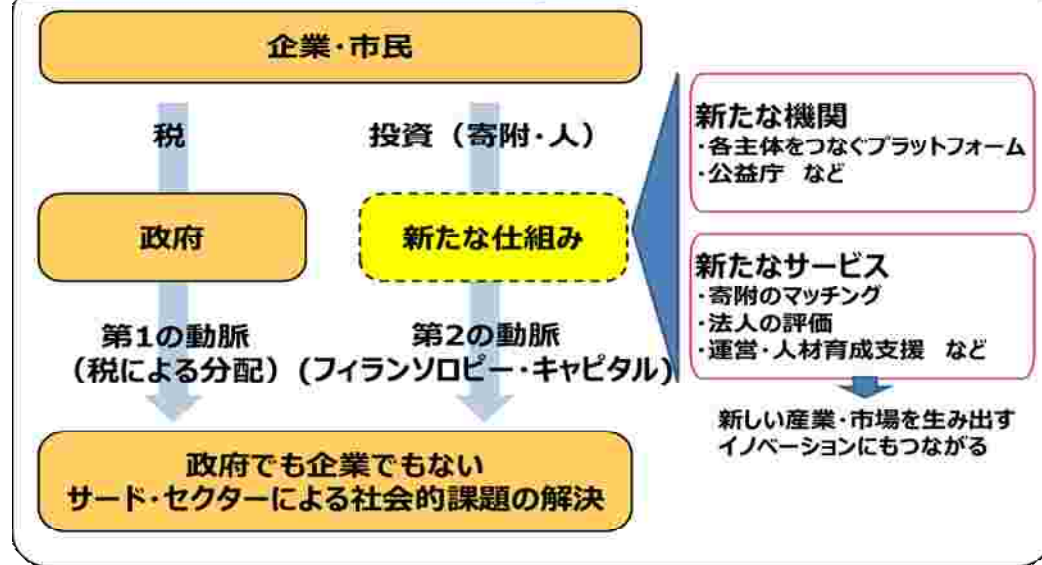 企業・市民
税
投資（寄附・人）
政府
新たな仕組み
第1の動脈
（税による分配）
第2の動脈
(フィランソロピー・キャピタル)
政府でも企業でもない
サード・セクターによる社会的課題の解決
新たな機関
・各主体をつなぐプラットフォーム
・公益庁　など
新たなサービス
・寄附のマッチング
・法人の評価
・運営・人材育成支援　など
新しい産業・市場を生み出す
イノベーションにもつながる